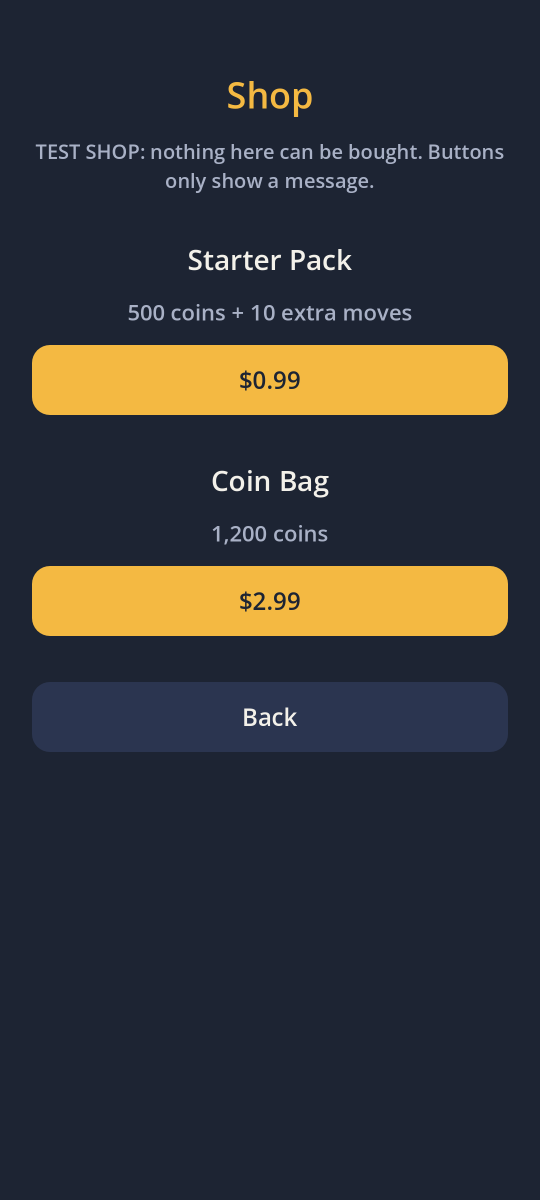 Shop
TEST SHOP: nothing here can be bought. Buttons
only show a message.
Starter Pack
500 coins + 10 extra moves
$0.99
Coin Bag
1,200 coins
$2.99
Back